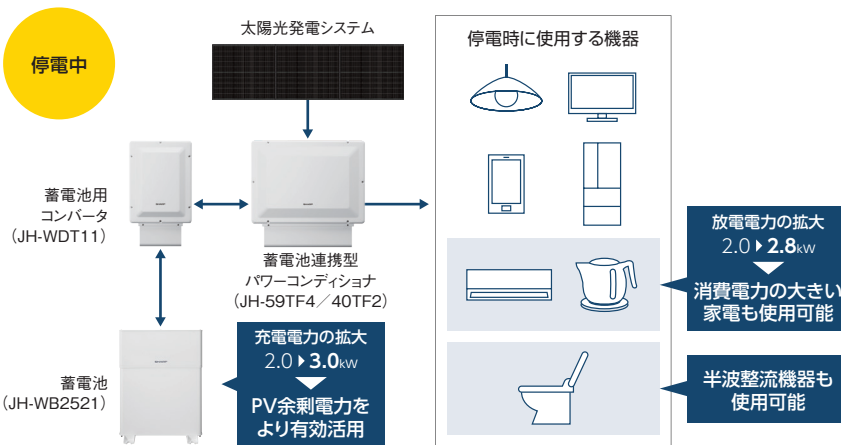 停電中
太陽光発電システム
停電時に使用する機器
蓄電池用
コンバータ
（JH-WDT11）
蓄電池連携型
パワーコンディショナ
（JH-59TF4／40TF2）
放電電力の拡大
2.0 2.8kW
消費電力の大きい
家電も使用可能
充電電力の拡大
2.0 3.0kW
PV余剰電力を
より有効活用
蓄電池
（JH-WB2521）
半波整流機器も
使用可能